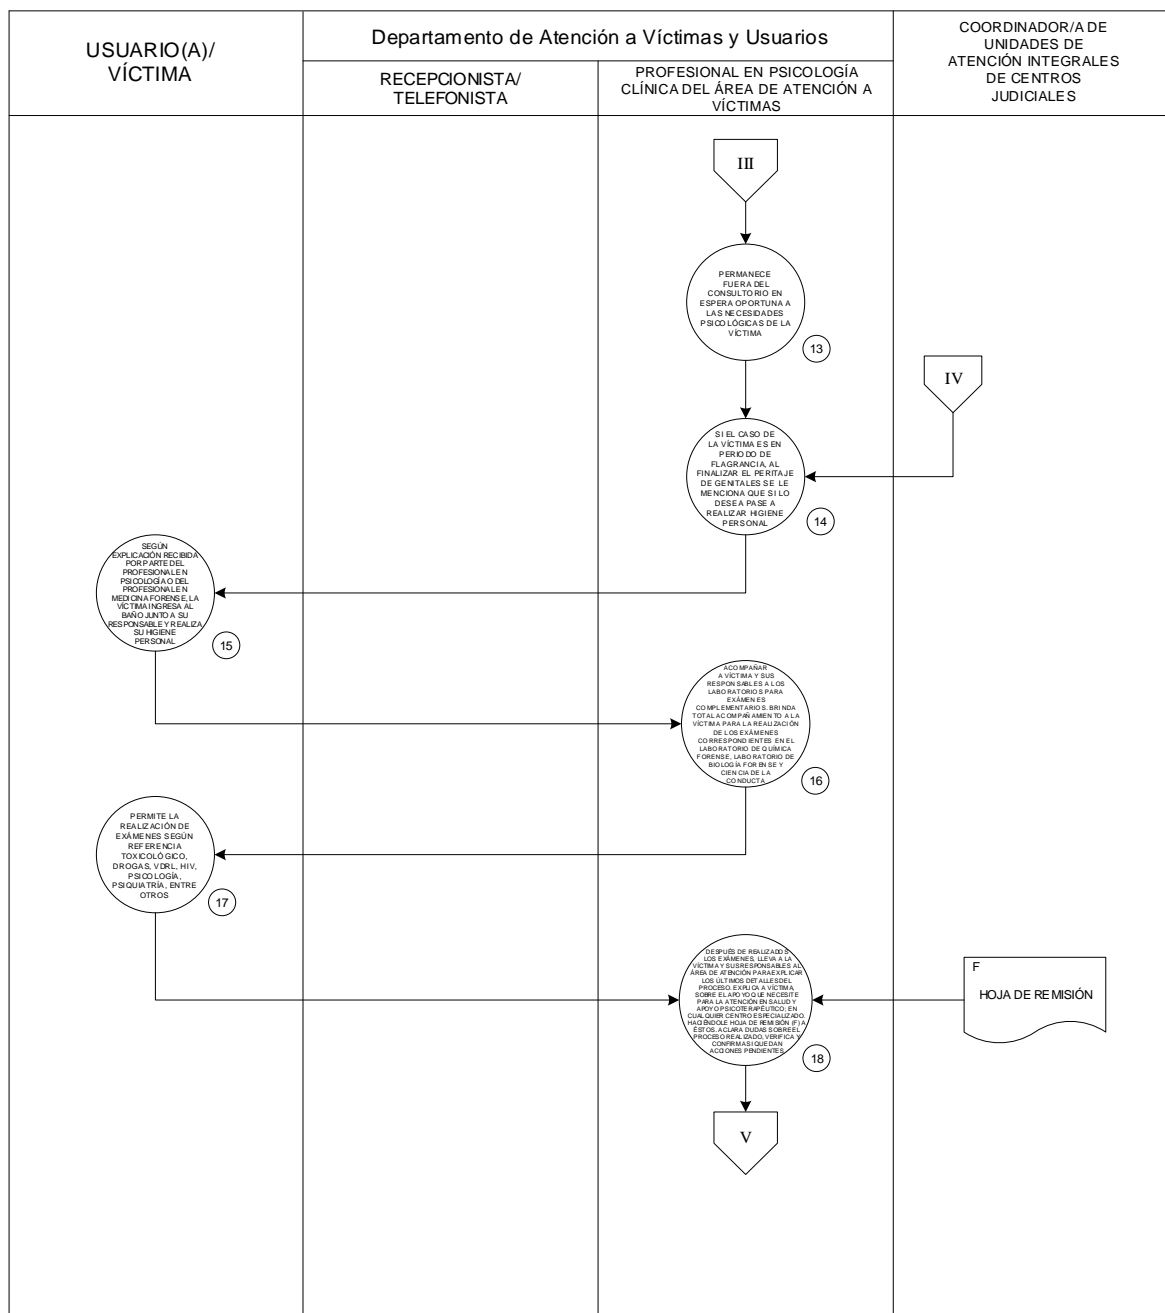 USUARIO(A)/
VÍCTIMA
Departamento de Atención a Víctimas y Usuarios
RECEPCIONISTA/
TELEFONISTA
PROFESIONAL EN PSICOLOGÍA
CLÍNICA DEL ÁREA DE ATENCIÓN A
VÍCTIMAS
COORDINADOR/A DE
UNIDADES DE
ATENCIÓN INTEGRALES
DE CENTROS
JUDICIALES
III
PERMANECE
FUERA DEL
CONSULTORIO EN
ESPERA OPORTUNA A
LAS NECESIDADES
PSICOLÓGICAS DE LA
VÍCTIMA
13
IV
SI EL CASO DE
LA VÍCTIMA ES EN
PERIODO DE
FLAGRANCIA, AL
FINALIZAR EL PERITAJE
DE GENITALES SE LE
MENCIONA QUE SI LO
DESEA PASE A
REALIZAR HIGIENE
PERSONAL
14
SEGÚN
EXPLICACIÓN RECIBIDA
POR PARTE DEL
PROFESIONAL EN
PSICOLOGÍA O DEL
PROFESIONAL EN
MEDICINA FORENSE, LA
VÍCTIMA INGRESA AL
BAÑO JUNTO A SU
RESPONSABLE Y REALIZA
SU HIGIENE
PERSONAL
15
ACOMPAÑAR
A VÍCTIMA Y SUS
RESPONSABLES A LOS
LABORATORIOS PARA
EXÁMENES
COMPLEMENTARIOS. BRINDA
TOTAL ACOMPAÑAMIENTO A LA
VÍCTIMA PARA LA REALIZACIÓN
DE LOS EXÁMENES
CORRESPONDIENTES EN EL
LABORATORIO DE QUÍMICA
FORENSE, LABORATORIO DE
BIOLOGÍA FORENSE Y
CIENCIA DE LA
CONDUCTA
16
PERMITE LA
REALIZACIÓN DE
EXÁMENES SEGÚN
REFERENCIA
TOXICOLÓGICO,
DROGAS, VDRL, HIV,
PSICOLOGÍA,
PSIQUIATRÍA, ENTRE
OTROS
17
DESPUÉS DE REALIZADOS
LOS EXÁMENES, LLEVA A LA
VÍCTIMA Y SUS RESPONSABLES AL
ÁREA DE ATENCIÓN PARA EXPLICAR
LOS ÚLTIMOS DETALLES DEL
PROCESO. EXPLICA A VÍCTIMA,
SOBRE EL APOYO QUE NECESITE
PARA LA ATENCIÓN EN SALUD Y
APOYO PSICOTERAPÉUTICO; EN
CUALQUIER CENTRO ESPECIALIZADO.
HACIÉNDOLE HOJA DE REMISIÓN (F) A
ÉSTOS. ACLARA DUDAS SOBRE EL
PROCESO REALIZADO, VERIFICA Y
CONFIRMA SI QUEDAN
ACCIONES PENDIENTES
18
F
HOJA DE REMISIÓN
V